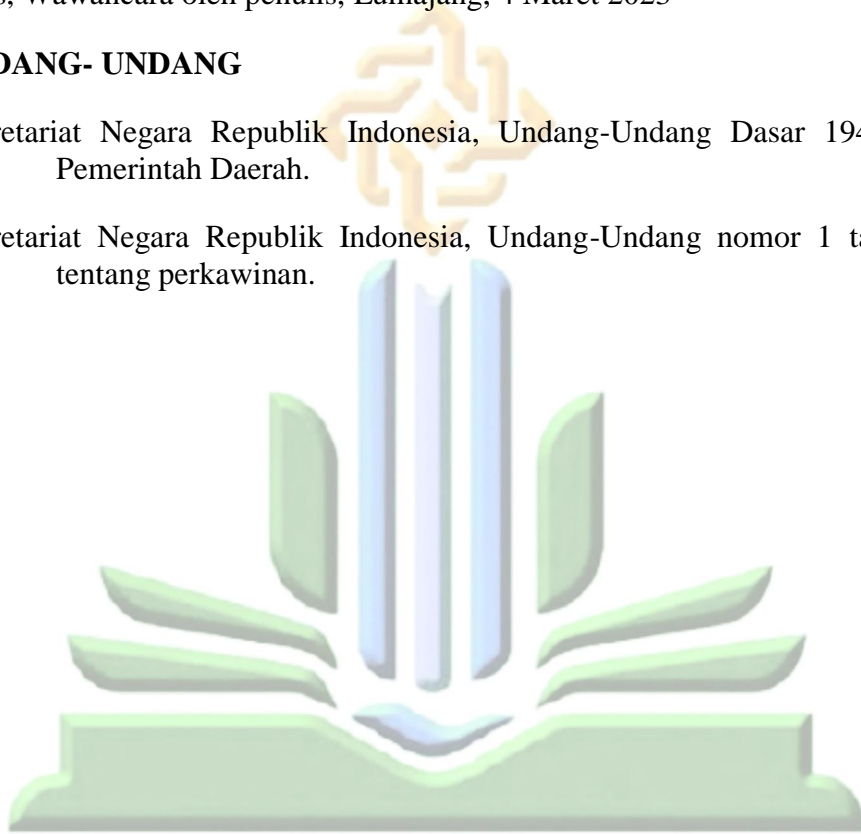 Wawancara oleh penulis, Lumajang, 4 Maret 2023
DANG- UNDANG
retariat Negara Republik Indonesia, Undang-Undang Dasar 194
Pemerintah Daerah.
retariat Negara Republik Indonesia, Undang-Undang nomor 1 ta
tentang perkawinan.